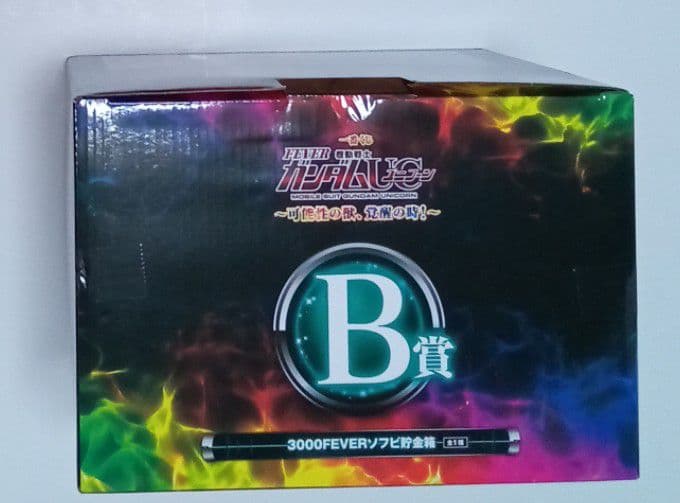 一番くじ
FEVER 機動戦士
ガンダムUC ユニコーン
MOBILE SUIT GUNDAM UNICORN
～可能性の獣、覚醒の時！～
B賞
3000FEVERソフビ貯金箱 全1種